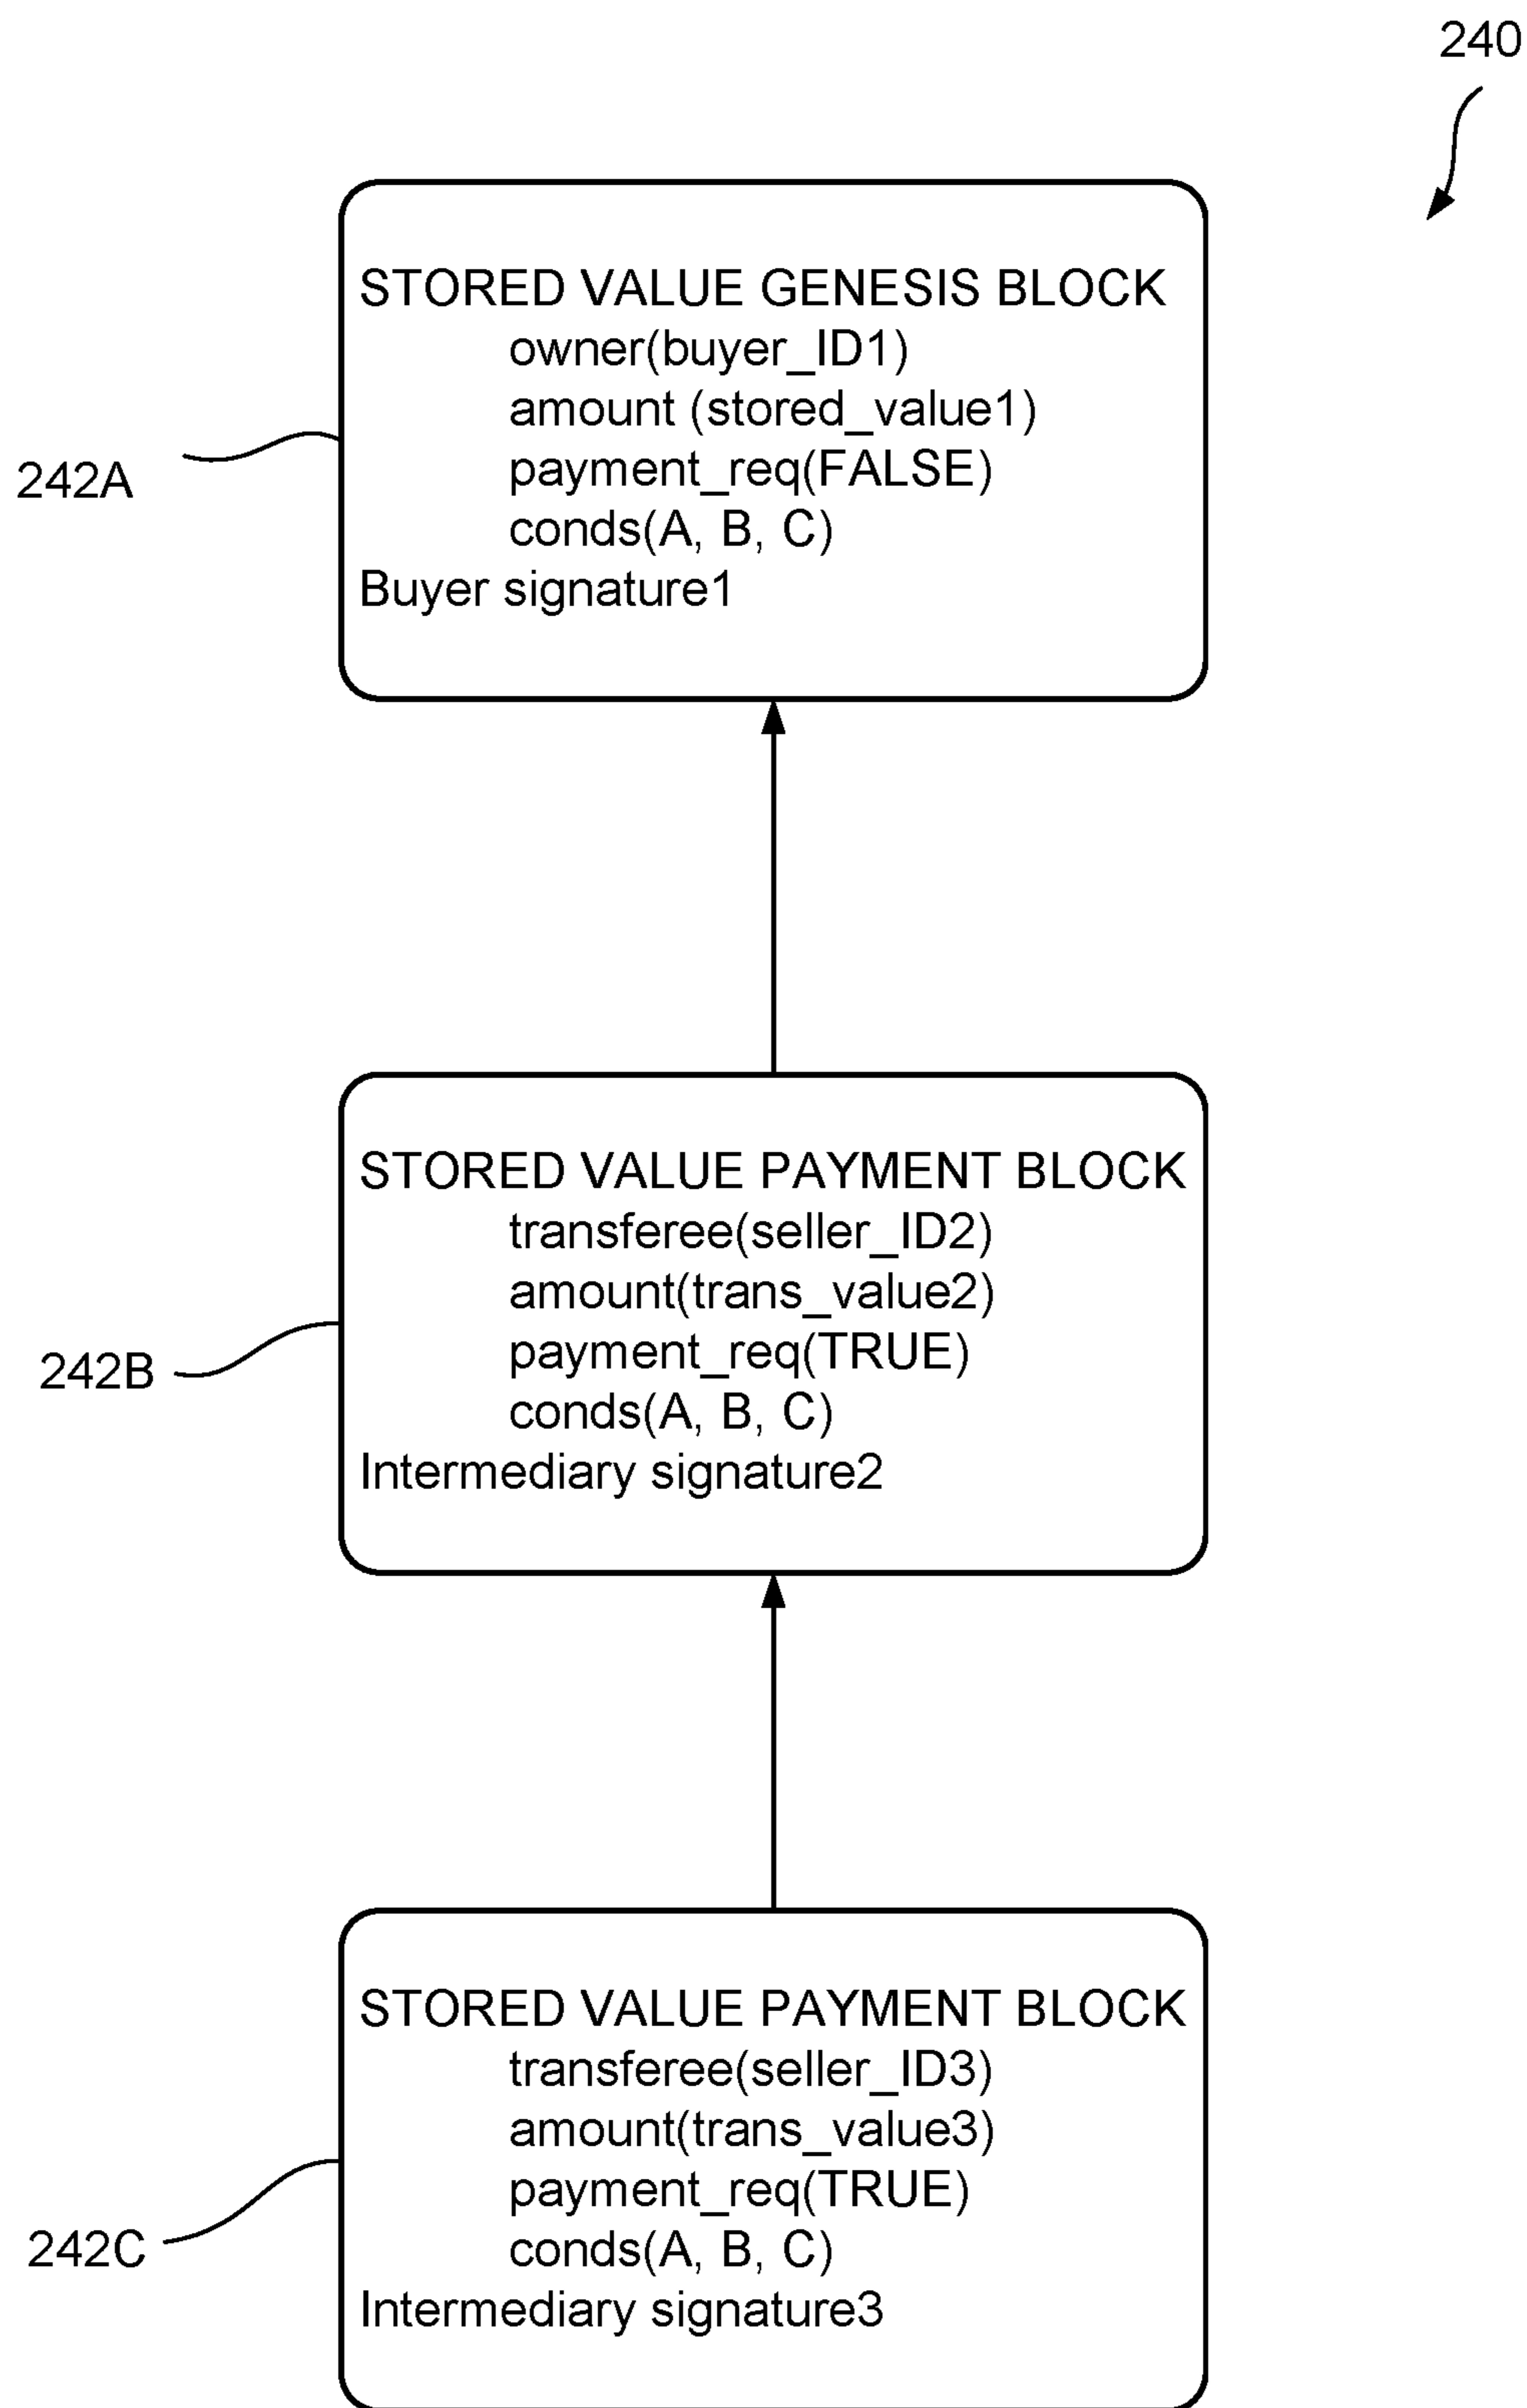 240
STORED VALUE GENESIS BLOCK
owner(buyer_ID1)
amount (stored_value1)
payment_req(FALSE)
conds(A, B, C)
Buyer signature1
242A
STORED VALUE PAYMENT BLOCK
transferee(seller_ID2)
amount(trans_value2)
payment_req(TRUE)
conds(A, B, C)
Intermediary signature2
242B
STORED VALUE PAYMENT BLOCK
transferee(seller_ID3)
amount(trans_value3)
payment_req(TRUE)
conds(A, B, C)
Intermediary signature3
242C